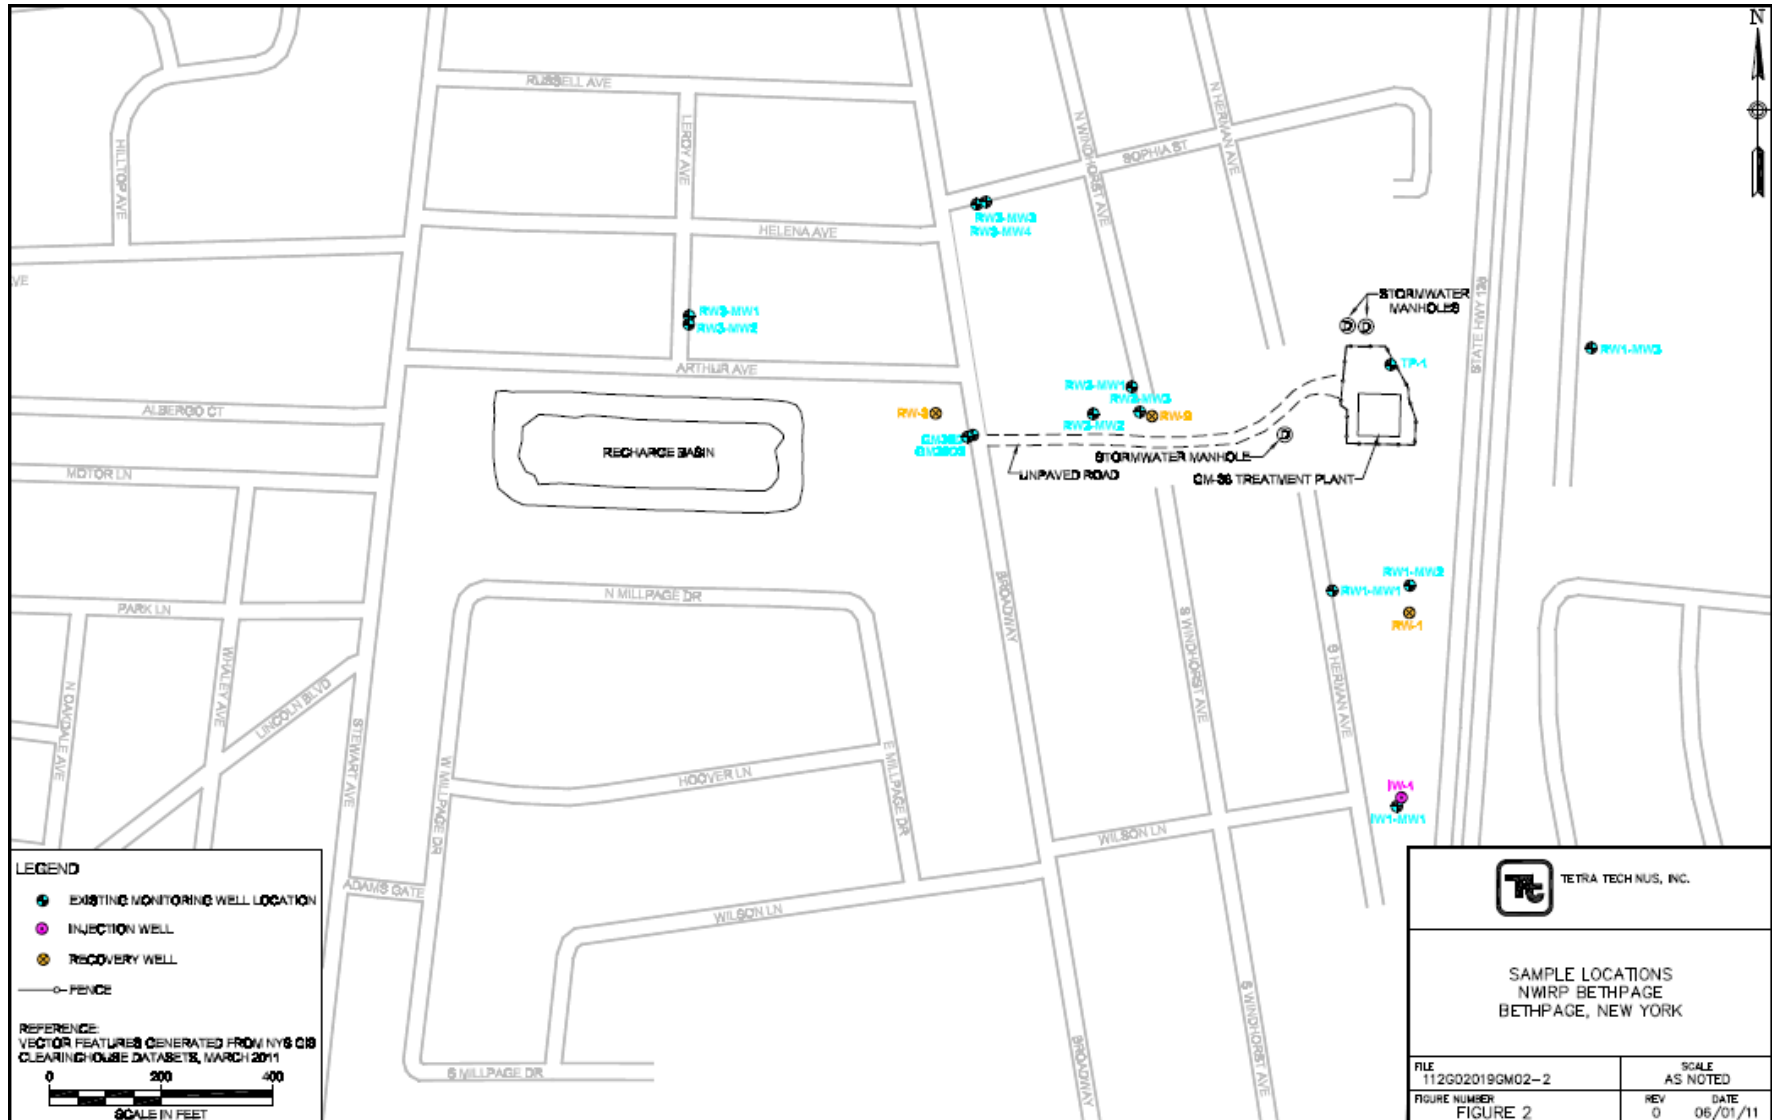 N
RUSSELL AVE
LEROY AVE
HILLTOP AVE
N WINDHORST AVE
N HERMAN AVE
SOPHIA ST
HELENA AVE
RW3-MW3
RW3-MW4
VE
STORMWATER
MANHOLES
STATE HWY 135
RW3-MW1
RW3-MW2
RW1-MW3
TP-1
ARTHUR AVE
RW2-MW1
RW2-MW3
RW2-MW2
RW-3
ALBERGO CT
RECHARGE BASIN
STORMWATER MANHOLE
UNPAVED ROAD
GM-38 TREATMENT PLANT
MOTOR LN
RW1-MW2
RW1-MW1
RW-1
N MILLPAGE DR
BROADWAY
PARK LN
S WINDHORST AVE
S HERMAN AVE
WHALEY AVE
N OAKDALE AVE
LINCOLN BLVD
STEWART AVE
W MILLPAGE DR
E MILLPAGE DR
HOOVER LN
IW-1
IW1-MW1
WILSON LN
ADAMS GATE
WILSON LN
S WINDHORST AVE
BROADWAY
S MILLPAGE DR
LEGEND
EXISTING MONITORING WELL LOCATION
INJECTION WELL
RECOVERY WELL
FENCE
REFERENCE:
VECTOR FEATURES GENERATED FROM NYS GIS
CLEARINGHOUSE DATASETS, MARCH 2011
0 200 400
SCALE IN FEET
Tt
TETRA TECH NUS, INC.
SAMPLE LOCATIONS
NWIRP BETHPAGE
BETHPAGE, NEW YORK
FILE
112G02019GM02-2
SCALE
AS NOTED
FIGURE NUMBER
FIGURE 2
REV
0
DATE
06/01/11